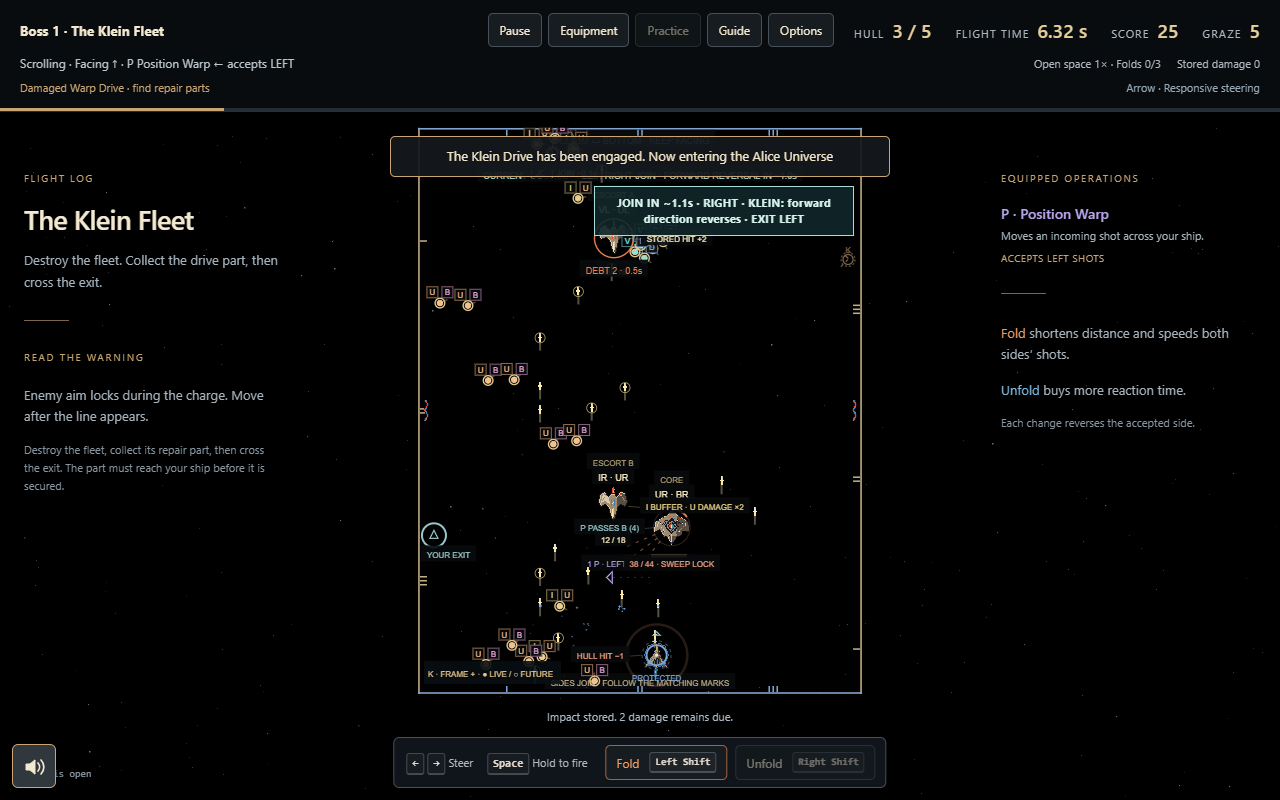 Boss 1 · The Klein Fleet
Pause
Equipment
Practice
Guide
Options
HULL 3 / 5
FLIGHT TIME 6.32 s
SCORE 25
GRAZE 5
Scrolling · Facing ↑ · P Position Warp ← accepts LEFT
Open space 1× · Folds 0/3
Stored damage 0
Damaged Warp Drive · find repair parts
Arrow · Responsive steering
The Klein Drive has been engaged. Now entering the Alice Universe
JOIN IN ~1.1s · RIGHT · KLEIN: forward
direction reverses · EXIT LEFT
STORED HIT +2
DEBT 2 · 0.5s
FLIGHT LOG
The Klein Fleet
Destroy the fleet. Collect the drive part, then
cross the exit.
READ THE WARNING
Enemy aim locks during the charge. Move
after the line appears.
Destroy the fleet, collect its repair part, then cross
the exit. The part must reach your ship before it is
secured.
I U
U B U B
U B U B
U B U B
ESCORT B
IR · UR
CORE
UR · BR
I BUFFER · U DAMAGE ×2
P PASSES B (4)
12 / 18
YOUR EXIT
1 P · LEFT
38 / 44 · SWEEP LOCK
I U
U B
U B
U B
HULL HIT −1
U B
K · FRAME + · ● LIVE / ○ FUTURE
PROTECTED
FOLLOW THE MATCHING MARKS
EQUIPPED OPERATIONS
P · Position Warp
Moves an incoming shot across your ship.
ACCEPTS LEFT SHOTS
Fold shortens distance and speeds both
sides' shots.
Unfold buys more reaction time.
Each change reverses the accepted side.
Impact stored. 2 damage remains due.
← → Steer
Space Hold to fire
Fold Left Shift
Unfold Right Shift
is open